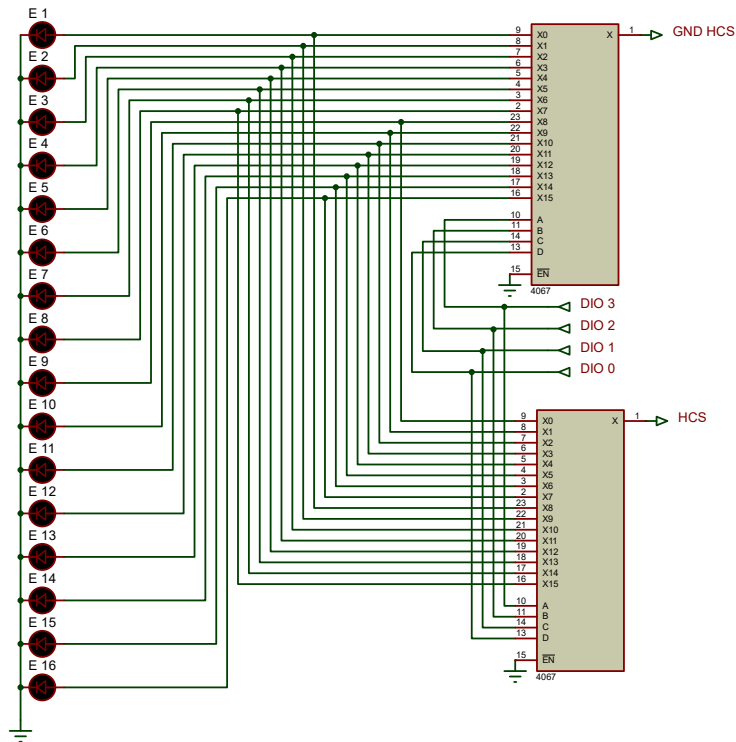 E 1
E 2
E 3
E 4
E 5
E 6
E 7
E 8
E 9
E 10
E 11
E 12
E 13
E 14
E 15
E 16
9 X0 X 1 GND HCS
8 X1
7 X2
6 X3
5 X4
4 X5
3 X6
2 X7
23 X8
22 X9
21 X10
20 X11
19 X12
18 X13
17 X14
16 X15
10 A
11 B
14 C
13 D
15 EN
4067
DIO 3
DIO 2
DIO 1
DIO 0
9 X0 X 1 HCS
8 X1
7 X2
6 X3
5 X4
4 X5
3 X6
2 X7
23 X8
22 X9
21 X10
20 X11
19 X12
18 X13
17 X14
16 X15
10 A
11 B
14 C
13 D
15 EN
4067